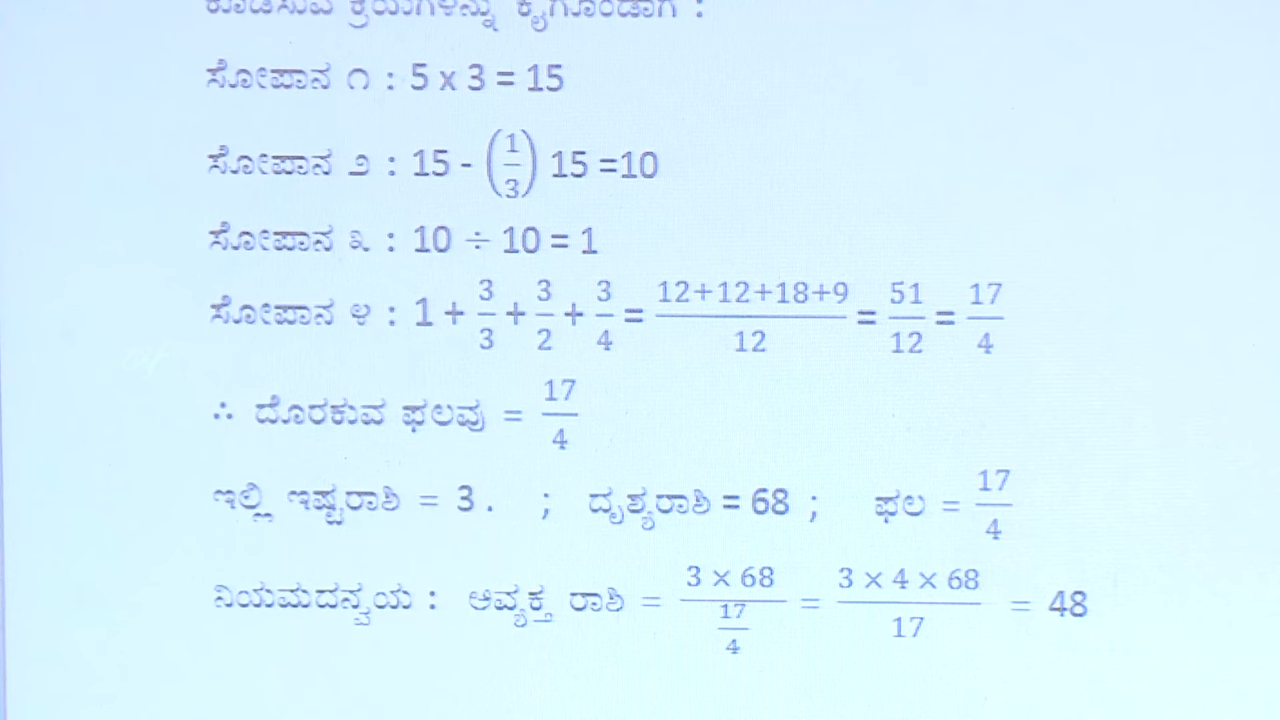 ಕೂಡಿಸುವ ಕ್ರಿಯೆಗಳನ್ನು ಕೈಗೊಂಡಾಗ :
ಸೋಪಾನ ೧ : 5 x 3 = 15
ಸೋಪಾನ ೨ : 15 - (1/3) 15 =10
ಸೋಪಾನ ೩ : 10 ÷ 10 = 1
ಸೋಪಾನ ೪ : 1 + 3/3 + 3/2 + 3/4 = 12+12+18+9/12 = 51/12 = 17/4
∴ ದೊರಕುವ ಫಲವು = 17/4
ಇಲ್ಲಿ ಇಷ್ಟರಾಶಿ = 3 . ; ದೃಶ್ಯರಾಶಿ = 68 ; ಫಲ = 17/4
ನಿಯಮದನ್ವಯ : ಅವ್ಯಕ್ತ ರಾಶಿ = 3 × 68/17/4 = 3 × 4 × 68/17 = 48